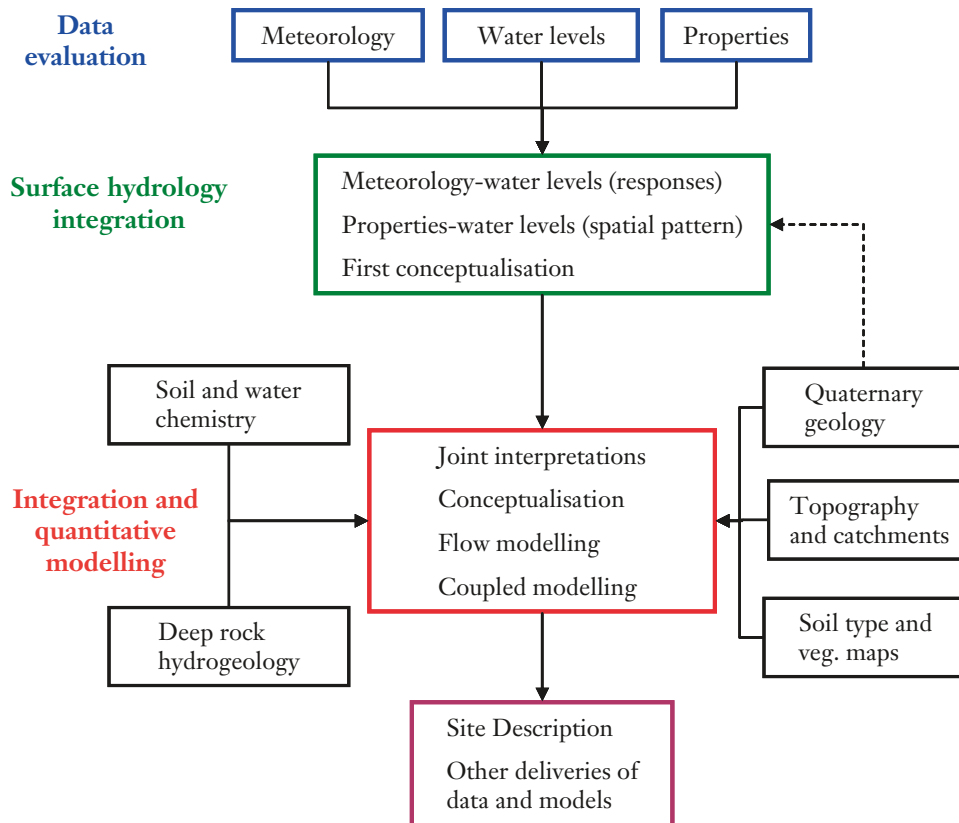 Data
evaluation
Meteorology
Water levels
Properties
Surface hydrology
integration
Meteorology-water levels (responses)
Properties-water levels (spatial pattern)
First conceptualisation
Soil and water
chemistry
Quaternary
geology
Integration and
quantitative
modelling
Joint interpretations
Conceptualisation
Flow modelling
Coupled modelling
Topography
and catchments
Deep rock
hydrogeology
Soil type and
veg. maps
Site Description
Other deliveries of
data and models